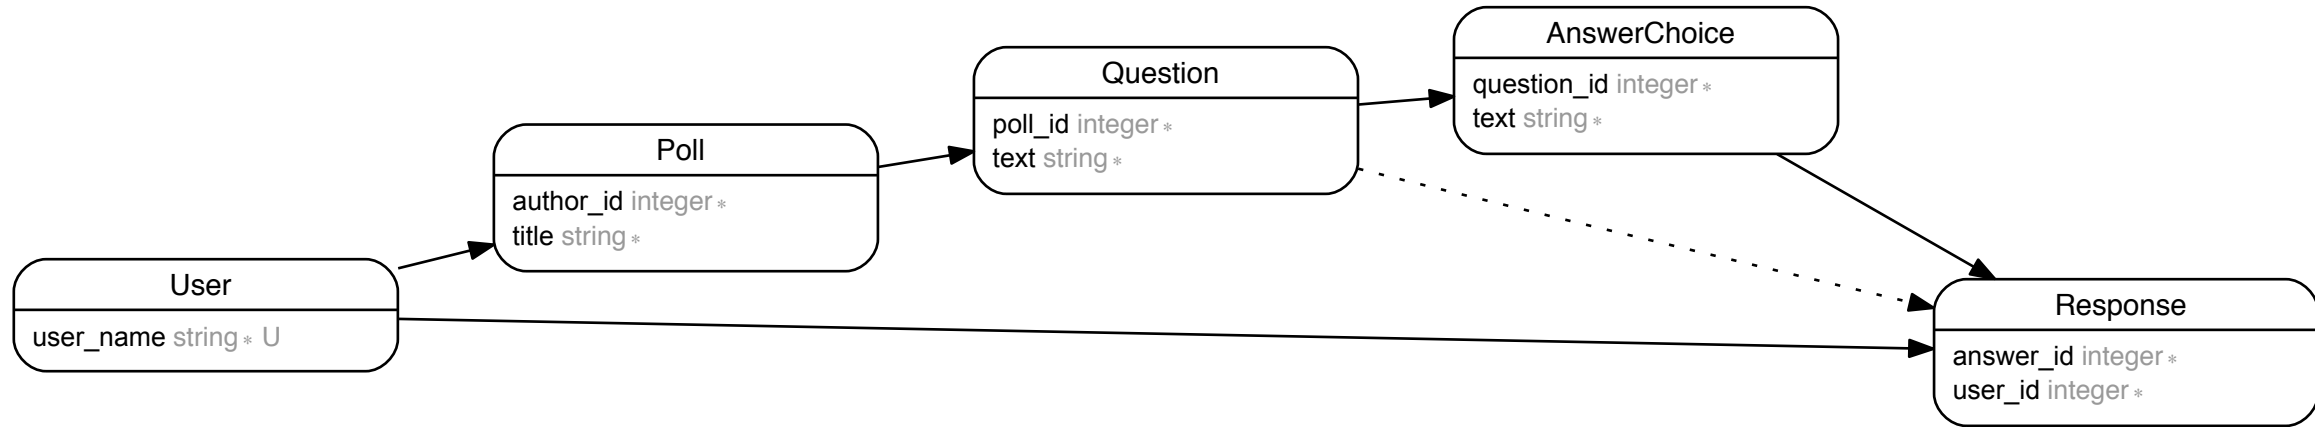 User
user_name string* U
Poll
author_id integer*
title string*
Question
poll_id integer*
text string*
AnswerChoice
question_id integer*
text string*
Response
answer_id integer*
user_id integer*